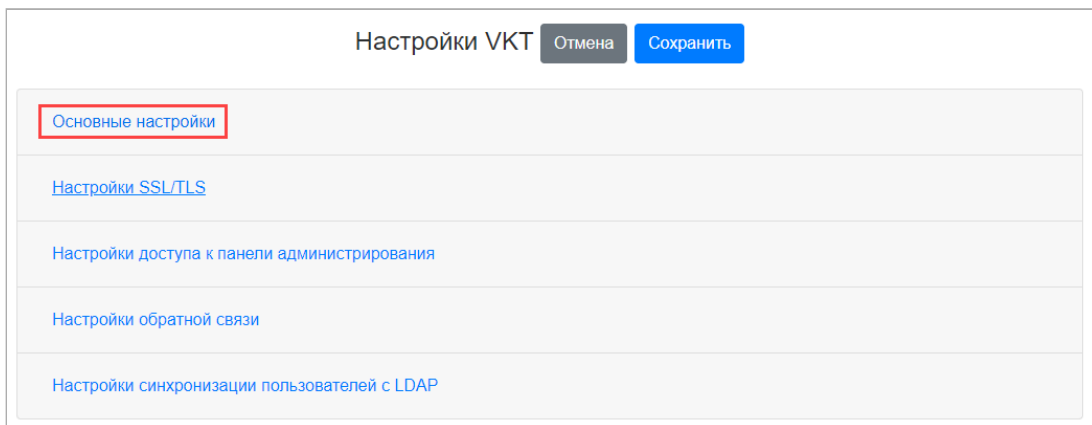 Настройки VKT Отмена Сохранить
Основные настройки
Настройки SSL/TLS
Настройки доступа к панели администрирования
Настройки обратной связи
Настройки синхронизации пользователей с LDAP